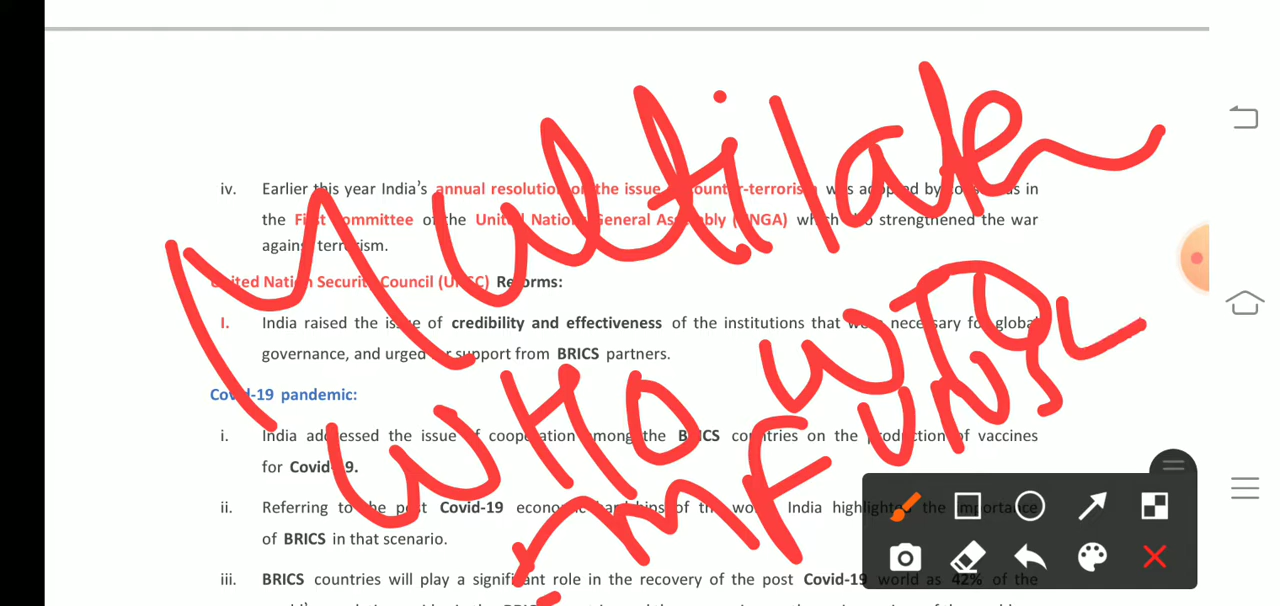 iv. Earlier this year India's annual resolution on the issue of counter-terrorism was adopted by consensus in
the First Committee of the United Nations General Assembly (UNGA) which also strengthened the war
against terrorism.
United Nation Security Council (UNSC) Reforms:
I. India raised the issue of credibility and effectiveness of the institutions that were necessary for global
governance, and urged for support from BRICS partners.
Covid-19 pandemic:
i. India addressed the issue of cooperation among the BRICS countries on the production of vaccines
for Covid-19.
ii. Referring to the post Covid-19 economic hardships of the world India highlighted the importance
of BRICS in that scenario.
iii. BRICS countries will play a significant role in the recovery of the post Covid-19 world as 42% of the
Multilate
WHO WTO
IMF UNSC